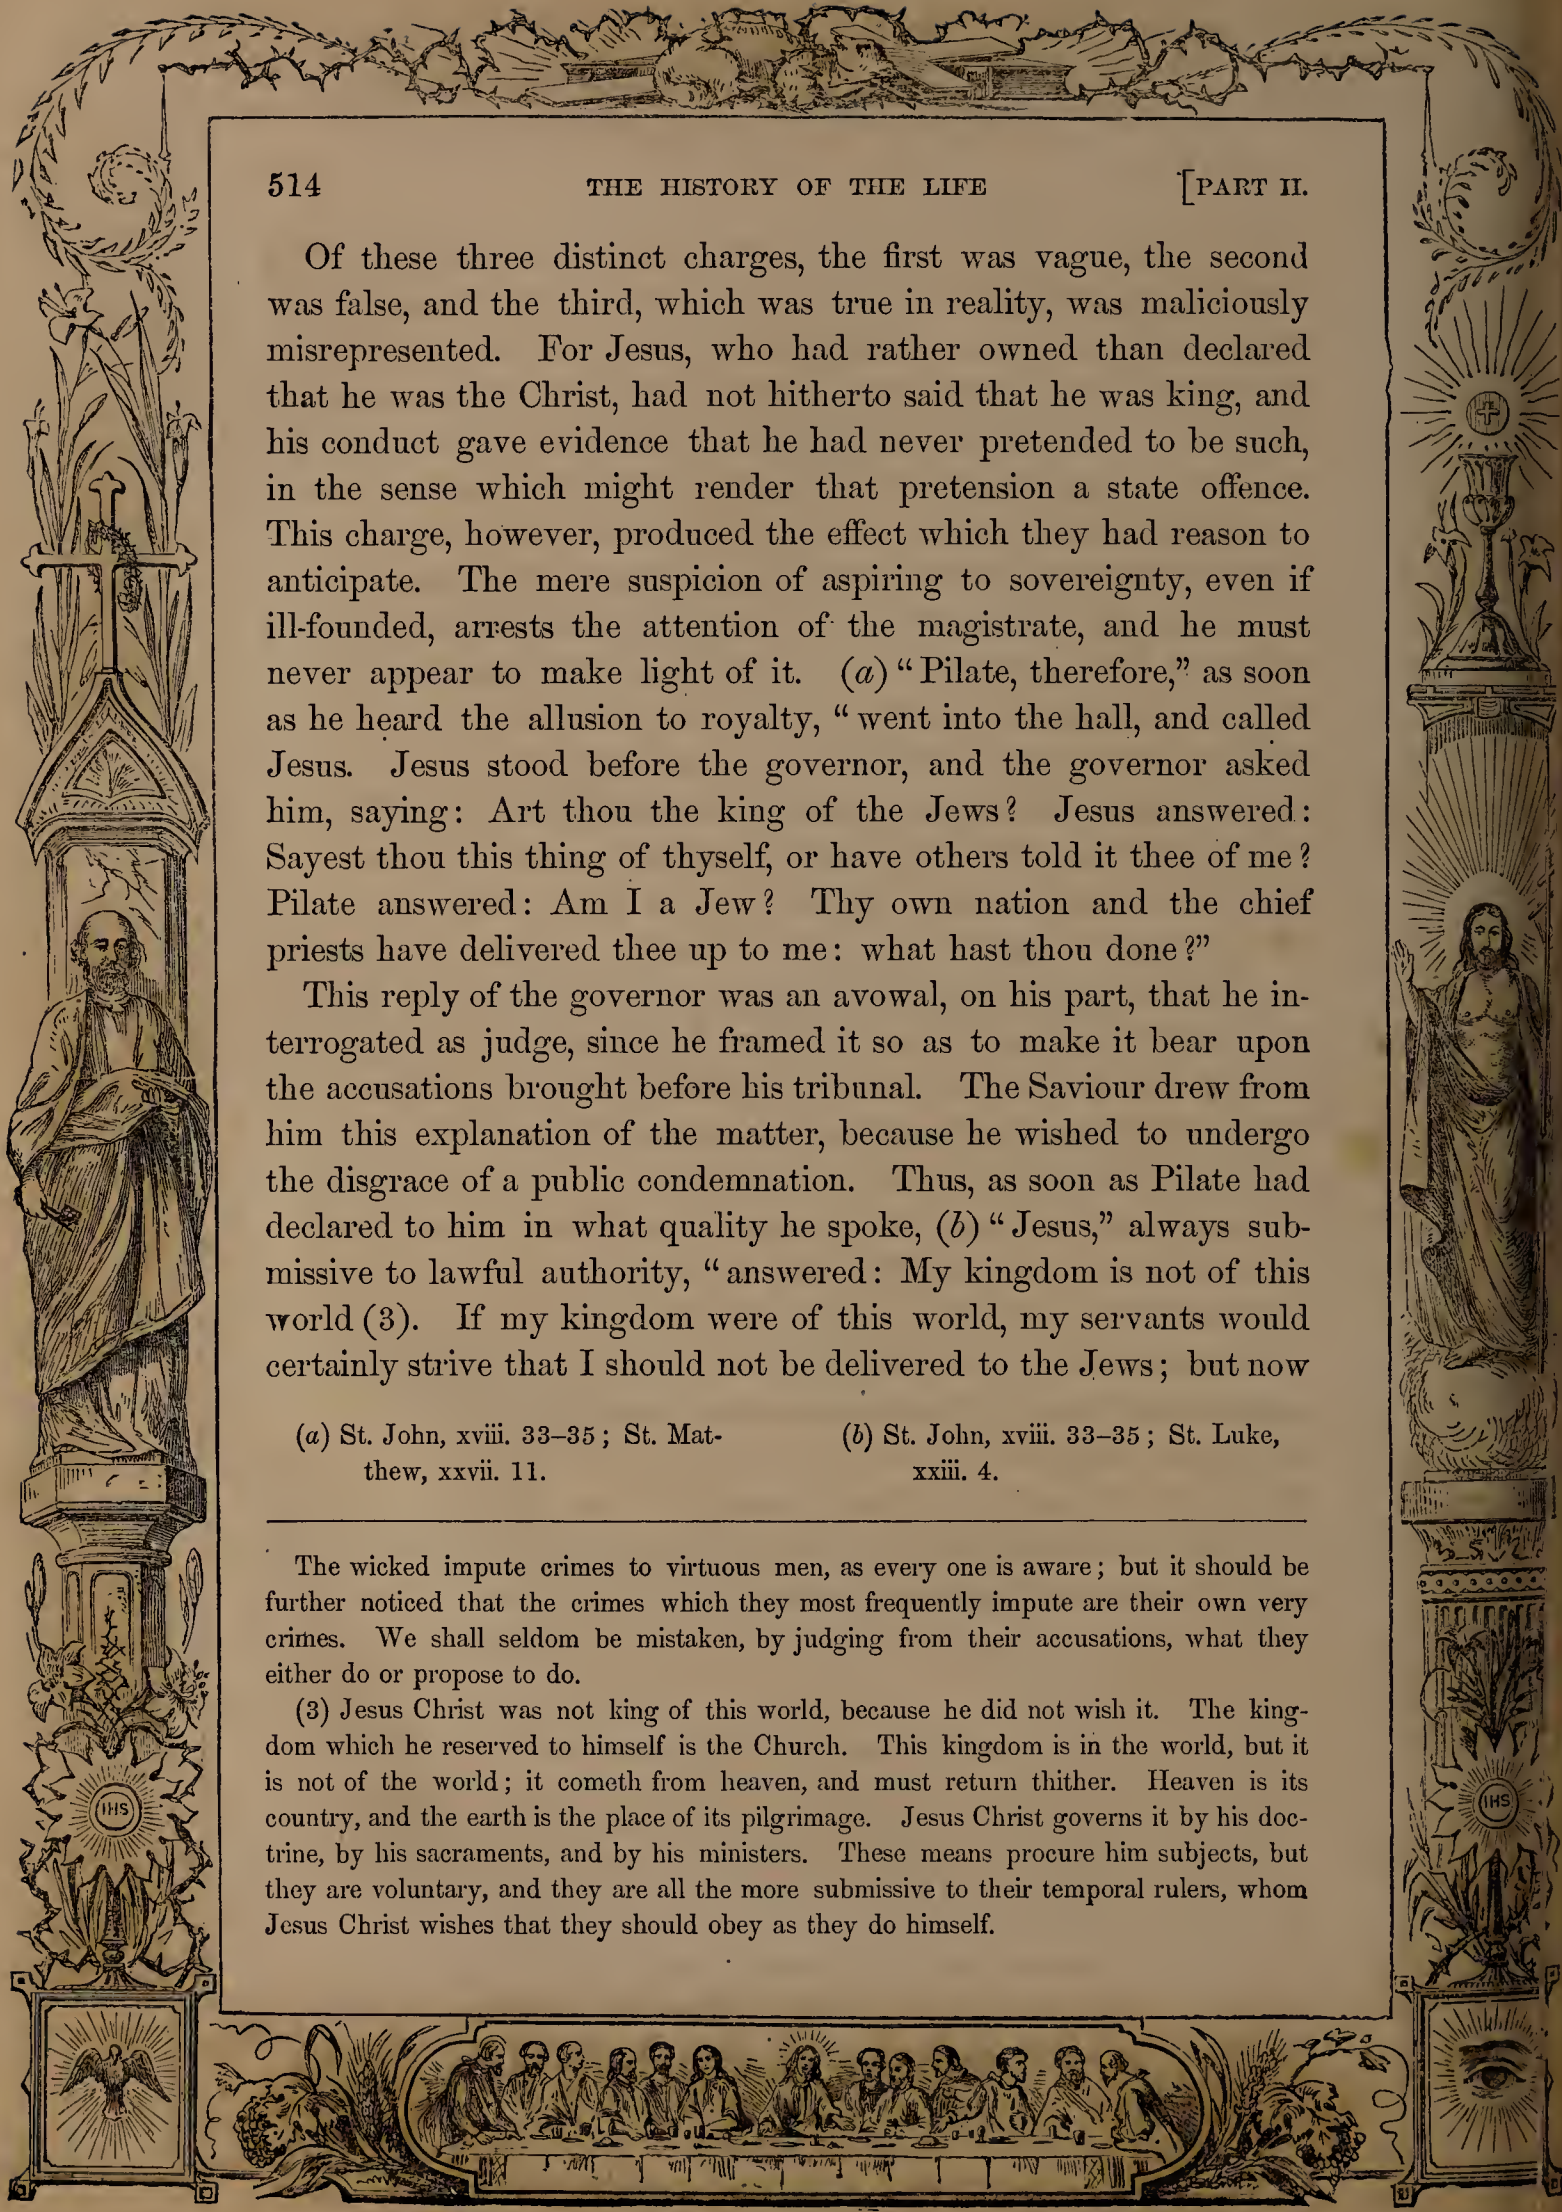 514 THE HISTORY OF THE LIFE [PART II.
Of these three distinct charges, the first was vague, the second
was false, and the third, which was true in reality, was maliciously
misrepresented. For Jesus, who had rather owned than declared
that he was the Christ, had not hitherto said that he was king, and
his conduct gave evidence that he had never pretended to be such,
in the sense which might render that pretension a state offence.
This charge, however, produced the effect which they had reason to
anticipate. The mere suspicion of aspiring to sovereignty, even if
ill-founded, arrests the attention of the magistrate, and he must
never appear to make light of it. (a) “Pilate, therefore,” as soon
as he heard the allusion to royalty, “went into the hall, and called
Jesus. Jesus stood before the governor, and the governor asked
him, saying: Art thou the king of the Jews? Jesus answered:
Sayest thou this thing of thyself, or have others told it thee of me?
Pilate answered: Am I a Jew? Thy own nation and the chief
priests have delivered thee up to me: what hast thou done?”
This reply of the governor was an avowal, on his part, that he in-
terrogated as judge, since he framed it so as to make it bear upon
the accusations brought before his tribunal. The Saviour drew from
him this explanation of the matter, because he wished to undergo
the disgrace of a public condemnation. Thus, as soon as Pilate had
declared to him in what quality he spoke, (b) “Jesus,” always sub-
missive to lawful authority, “answered: My kingdom is not of this
world (3). If my kingdom were of this world, my servants would
certainly strive that I should not be delivered to the Jews; but now
(a) St. John, xviii. 33–35; St. Mat-
thew, xxvii. 11.
(b) St. John, xviii. 33–35; St. Luke,
xxiii. 4.
The wicked impute crimes to virtuous men, as every one is aware; but it should be
further noticed that the crimes which they most frequently impute are their own very
crimes. We shall seldom be mistaken, by judging from their accusations, what they
either do or propose to do.
(3) Jesus Christ was not king of this world, because he did not wish it. The king-
dom which he reserved to himself is the Church. This kingdom is in the world, but it
is not of the world; it cometh from heaven, and must return thither. Heaven is its
country, and the earth is the place of its pilgrimage. Jesus Christ governs it by his doc-
trine, by his sacraments, and by his ministers. These means procure him subjects, but
they are voluntary, and they are all the more submissive to their temporal rulers, whom
Jesus Christ wishes that they should obey as they do himself.
IHS
IHS